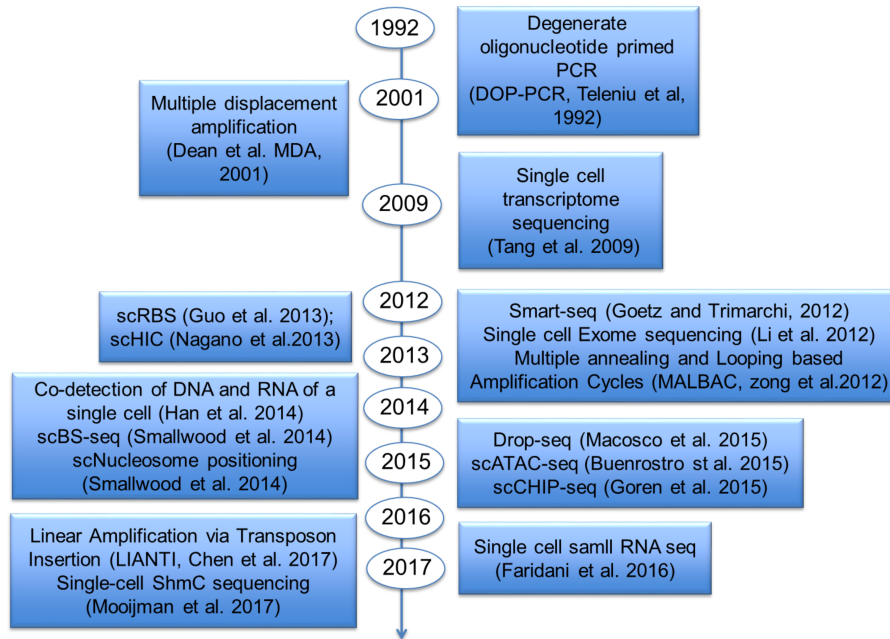 1992
Degenerate
oligonucleotide primed
PCR
(DOP-PCR, Teleniu et al,
1992)
2001
Multiple displacement
amplification
(Dean et al. MDA,
2001)
2009
Single cell
transcriptome
sequencing
(Tang et al. 2009)
2012
Smart-seq (Goetz and Trimarchi, 2012)
Single cell Exome sequencing (Li et al. 2012)
Multiple annealing and Looping based
Amplification Cycles (MALBAC, zong et al.2012)
scRBS (Guo et al. 2013);
scHIC (Nagano et al.2013)
2013
Co-detection of DNA and RNA of a
single cell (Han et al. 2014)
scBS-seq (Smallwood et al. 2014)
scNucleosome positioning
(Smallwood et al. 2014)
2014
2015
Drop-seq (Macosco et al. 2015)
scATAC-seq (Buenrostro st al. 2015)
scCHIP-seq (Goren et al. 2015)
2016
Single cell samll RNA seq
(Faridani et al. 2016)
Linear Amplification via Transposon
Insertion (LIANTI, Chen et al. 2017)
Single-cell ShmC sequencing
(Mooijman et al. 2017)
2017